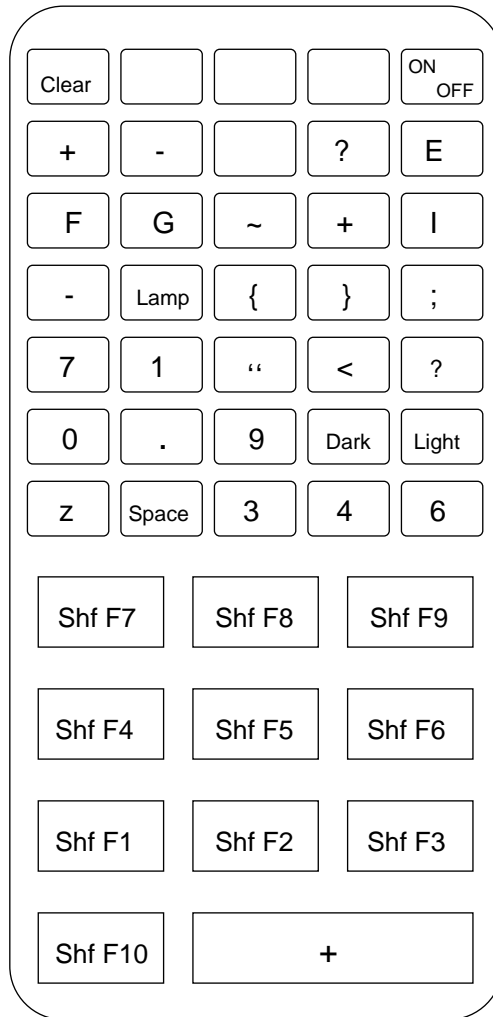 Clear ON
OFF
+ - ? E
F G ~ + I
- Lamp { } ;
7 1 ‘‘ < ?
0 . 9 Dark Light
z Space 3 4 6
Shf F7 Shf F8 Shf F9
Shf F4 Shf F5 Shf F6
Shf F1 Shf F2 Shf F3
Shf F10 +